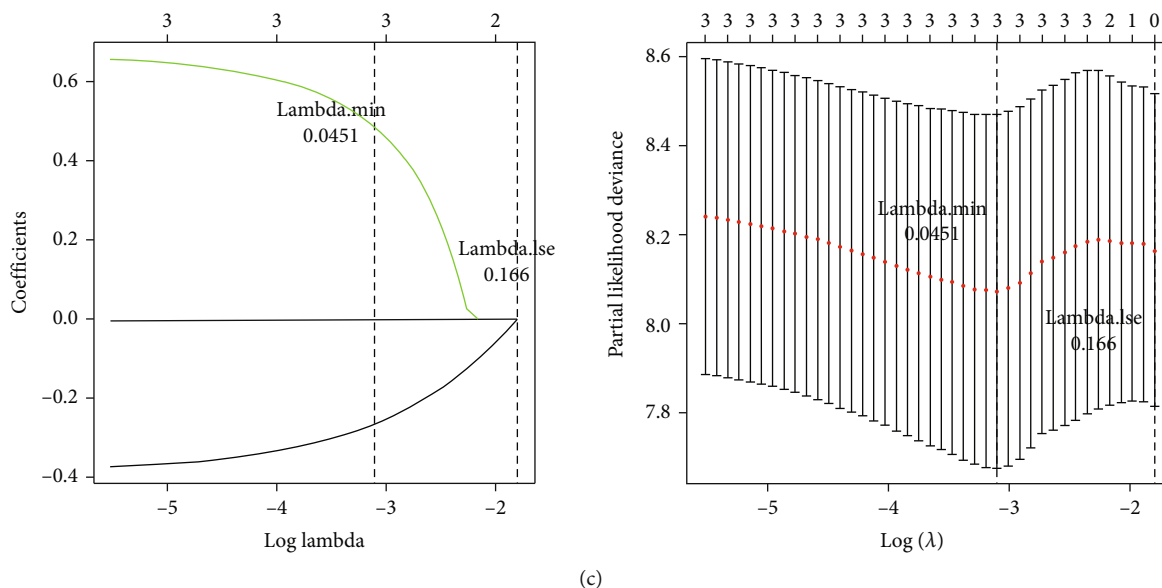 3 3 3 2
0.6
0.4
0.2
0.0
–0.2
–0.4
Coefficients
Lambda.min
0.0451
Lambda.lse
0.166
–5 –4 –3 –2
Log lambda
3 3 3 3 3 3 3 3 3 3 3 3 3 3 3 3 3 3 2 1 0
8.6
8.4
8.2
8.0
7.8
Partial likelihood deviance
Lambda.min
0.0451
Lambda.lse
0.166
–5 –4 –3 –2
Log (λ)
(c)